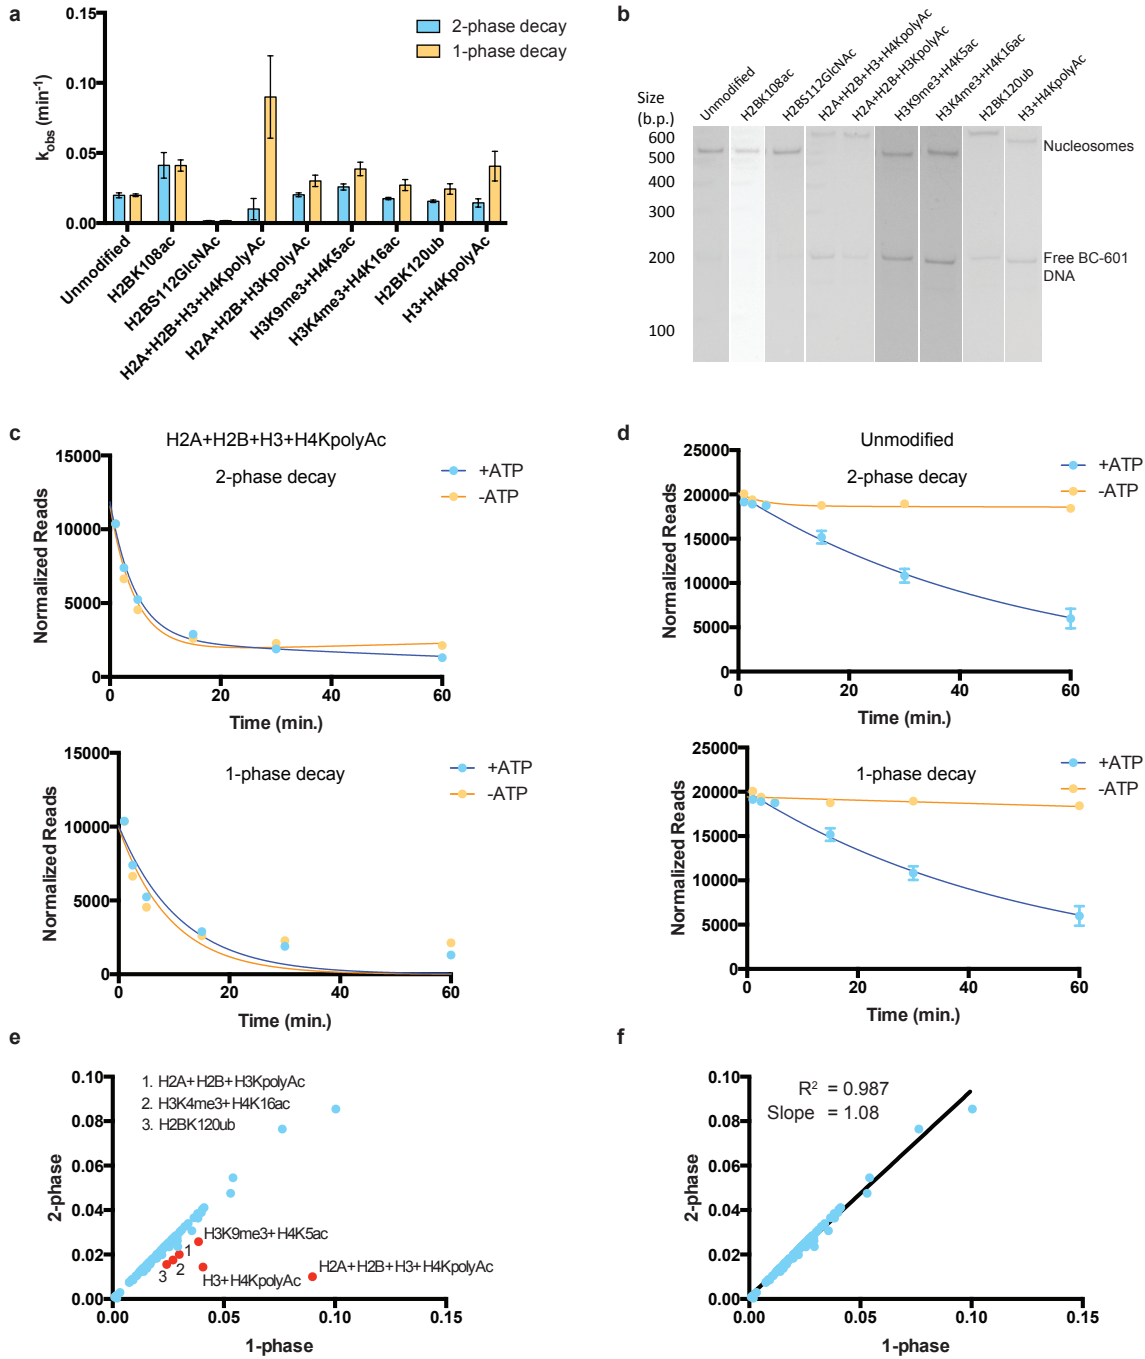 a
2-phase decay
1-phase decay
k_obs (min⁻¹)
0.15
0.10
0.05
0.00
Unmodified
H2BK108ac
H2BS112GlcNAc
H2A+H2B+H3+H4KpolyAc
H2A+H2B+H3KpolyAc
H3K9me3+H4K5ac
H3K4me3+H4K16ac
H2BK120ub
H3+H4KpolyAc
b
Unmodified
H2BK108ac
H2BS112GlcNAc
H2A+H2B+H3+H4KpolyAc
H2A+H2B+H3KpolyAc
H3K9me3+H4K5ac
H3K4me3+H4K16ac
H2BK120ub
H3+H4KpolyAc
Size
(b.p.)
600
500
400
300
200
100
Nucleosomes
Free BC-601
DNA
c
H2A+H2B+H3+H4KpolyAc
2-phase decay
+ATP
-ATP
Normalized Reads
15000
10000
5000
0
0 20 40 60
Time (min.)
1-phase decay
+ATP
-ATP
Normalized Reads
15000
10000
5000
0
0 20 40 60
Time (min.)
d
Unmodified
2-phase decay
+ATP
-ATP
Normalized Reads
25000
20000
15000
10000
5000
0
0 20 40 60
Time (min.)
1-phase decay
+ATP
-ATP
Normalized Reads
25000
20000
15000
10000
5000
0
0 20 40 60
Time (min.)
e
1. H2A+H2B+H3KpolyAc
2. H3K4me3+H4K16ac
3. H2BK120ub
2-phase
0.10
0.08
0.06
0.04
0.02
0.00
H3K9me3+H4K5ac
1
2
3
H3+H4KpolyAc
H2A+H2B+H3+H4KpolyAc
0.00 0.05 0.10 0.15
1-phase
f
R² = 0.987
Slope = 1.08
2-phase
0.10
0.08
0.06
0.04
0.02
0.00
0.00 0.05 0.10 0.15
1-phase